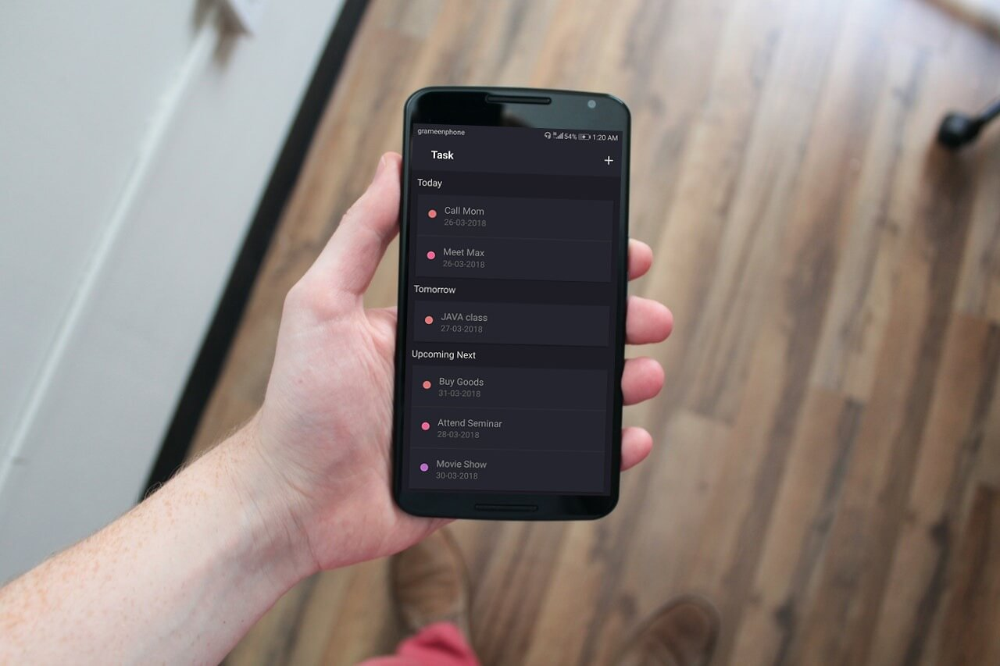 grameenphone 54% 1:20 AM
Task +
Today
Call Mom
26-03-2018
Meet Max
26-03-2018
Tomorrow
JAVA class
27-03-2018
Upcoming Next
Buy Goods
31-03-2018
Attend Seminar
28-03-2018
Movie Show
30-03-2018